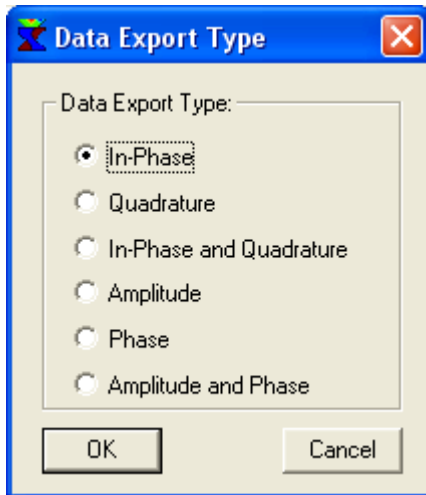 Data Export Type
Data Export Type:
In-Phase
Quadrature
In-Phase and Quadrature
Amplitude
Phase
Amplitude and Phase
OK Cancel